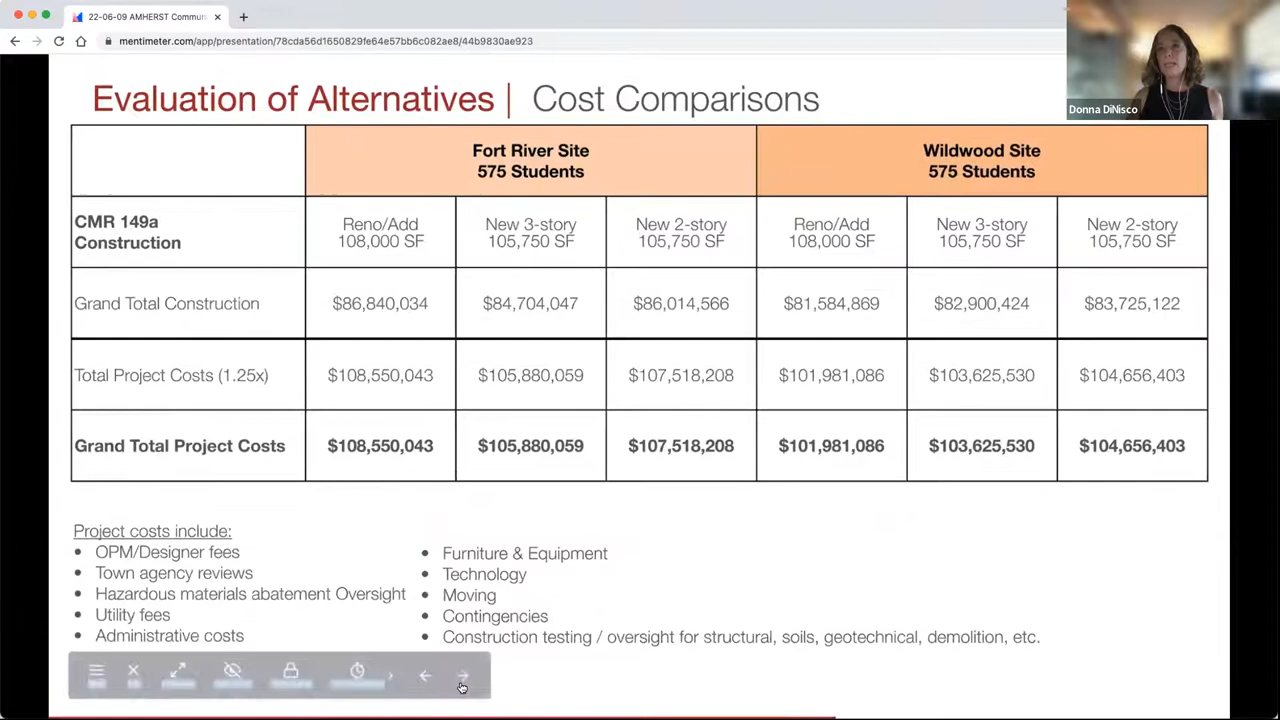 22-06-09 AMHERST Commun
mentimeter.com/app/presentation/78cda56d1650829fe64e57bb6c082ae8/44b9830ae923
Donna DiNisco
Evaluation of Alternatives | Cost Comparisons
Fort River Site
575 Students
Wildwood Site
575 Students
CMR 149a
Construction
Reno/Add
108,000 SF
New 3-story
105,750 SF
New 2-story
105,750 SF
Reno/Add
108,000 SF
New 3-story
105,750 SF
New 2-story
105,750 SF
Grand Total Construction $86,840,034 $84,704,047 $86,014,566 $81,584,869 $82,900,424 $83,725,122
Total Project Costs (1.25x) $108,550,043 $105,880,059 $107,518,208 $101,981,086 $103,625,530 $104,656,403
Grand Total Project Costs $108,550,043 $105,880,059 $107,518,208 $101,981,086 $103,625,530 $104,656,403
Project costs include:
• OPM/Designer fees
• Town agency reviews
• Hazardous materials abatement Oversight
• Utility fees
• Administrative costs
• Furniture & Equipment
• Technology
• Moving
• Contingencies
• Construction testing / oversight for structural, soils, geotechnical, demolition, etc.